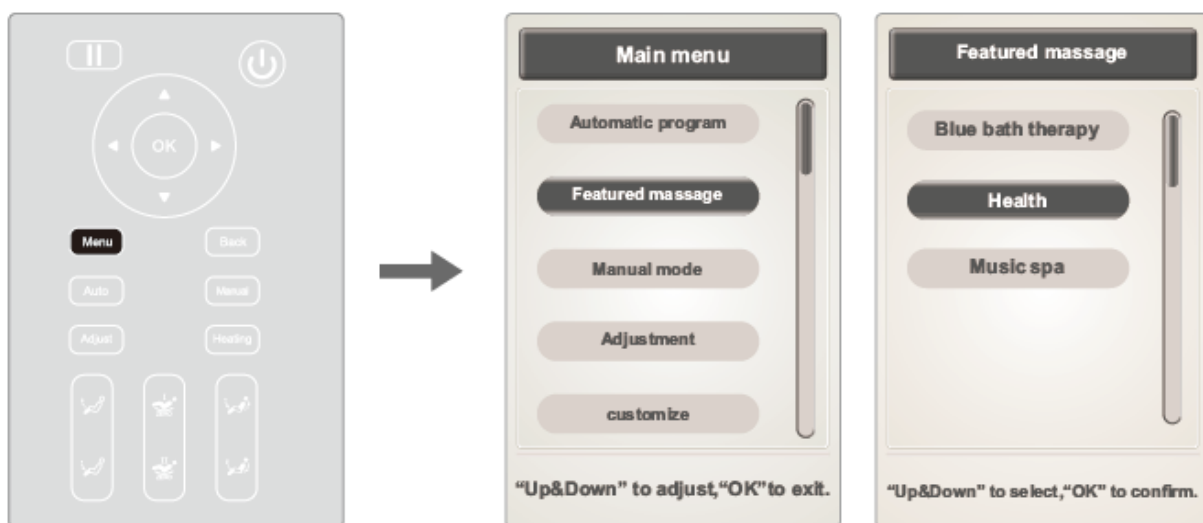 OK
Menu
Back
Auto
Manual
Adjust
Heating
Main menu
Automatic program
Featured massage
Manual mode
Adjustment
customize
“Up&Down” to adjust,“OK”to exit.
Featured massage
Blue bath therapy
Health
Music spa
“Up&Down” to select,“OK” to confirm.